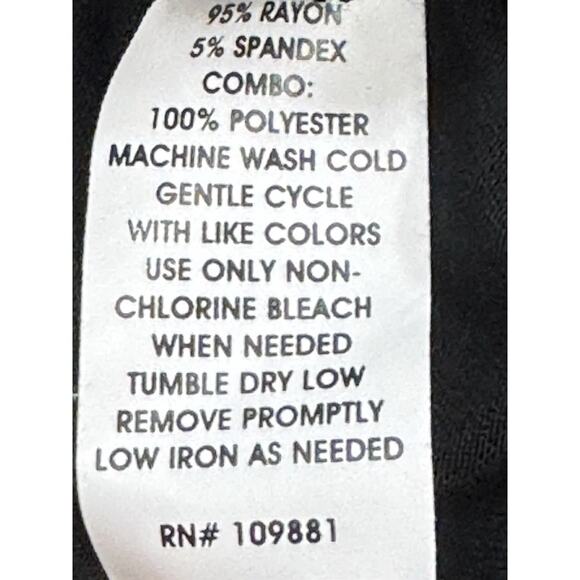 95% RAYON
5% SPANDEX
COMBO:
100% POLYESTER
MACHINE WASH COLD
GENTLE CYCLE
WITH LIKE COLORS
USE ONLY NON-
CHLORINE BLEACH
WHEN NEEDED
TUMBLE DRY LOW
REMOVE PROMPTLY
LOW IRON AS NEEDED
RN# 109881